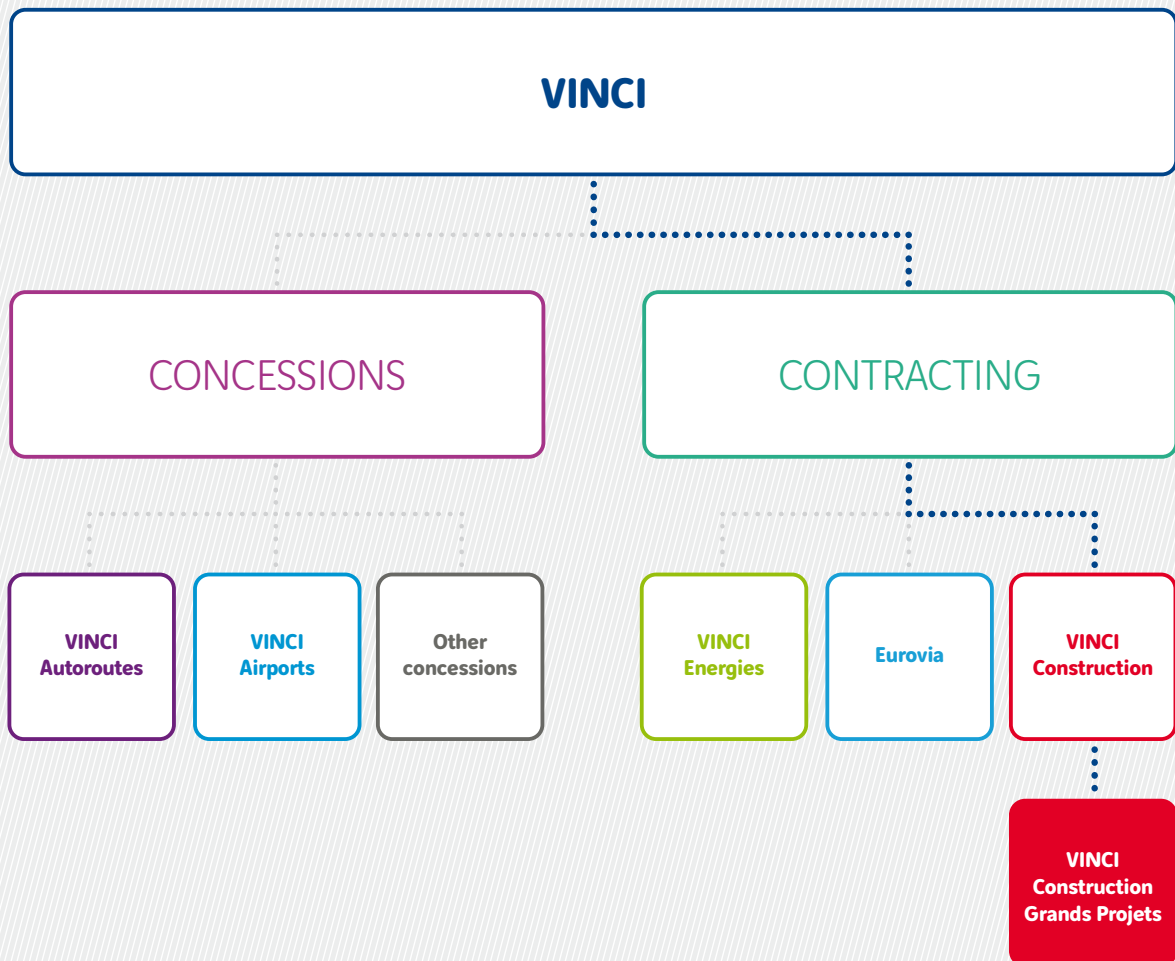 VINCI
CONCESSIONS
CONTRACTING
VINCI
Autoroutes
VINCI
Airports
Other
concessions
VINCI
Energies
Eurovia
VINCI
Construction
VINCI
Construction
Grands Projets